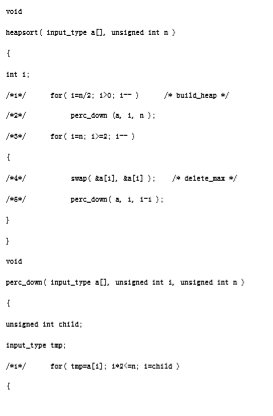 void
heapsort( input_type a[], unsigned int n )
{
int i;
/*1*/ for( i=n/2; i>0; i-- ) /* build_heap */
/*2*/ perc_down (a, i, n );
/*3*/ for( i=n; i>=2; i-- )
{
/*4*/ swap( &a[1], &a[i] ); /* delete_max */
/*5*/ perc_down( a, 1, i-1 );
}
}
void
perc_down( input_type a[], unsigned int i, unsigned int n )
{
unsigned int child;
input_type tmp;
/*1*/ for( tmp=a[i]; i*2<=n; i=child )
{